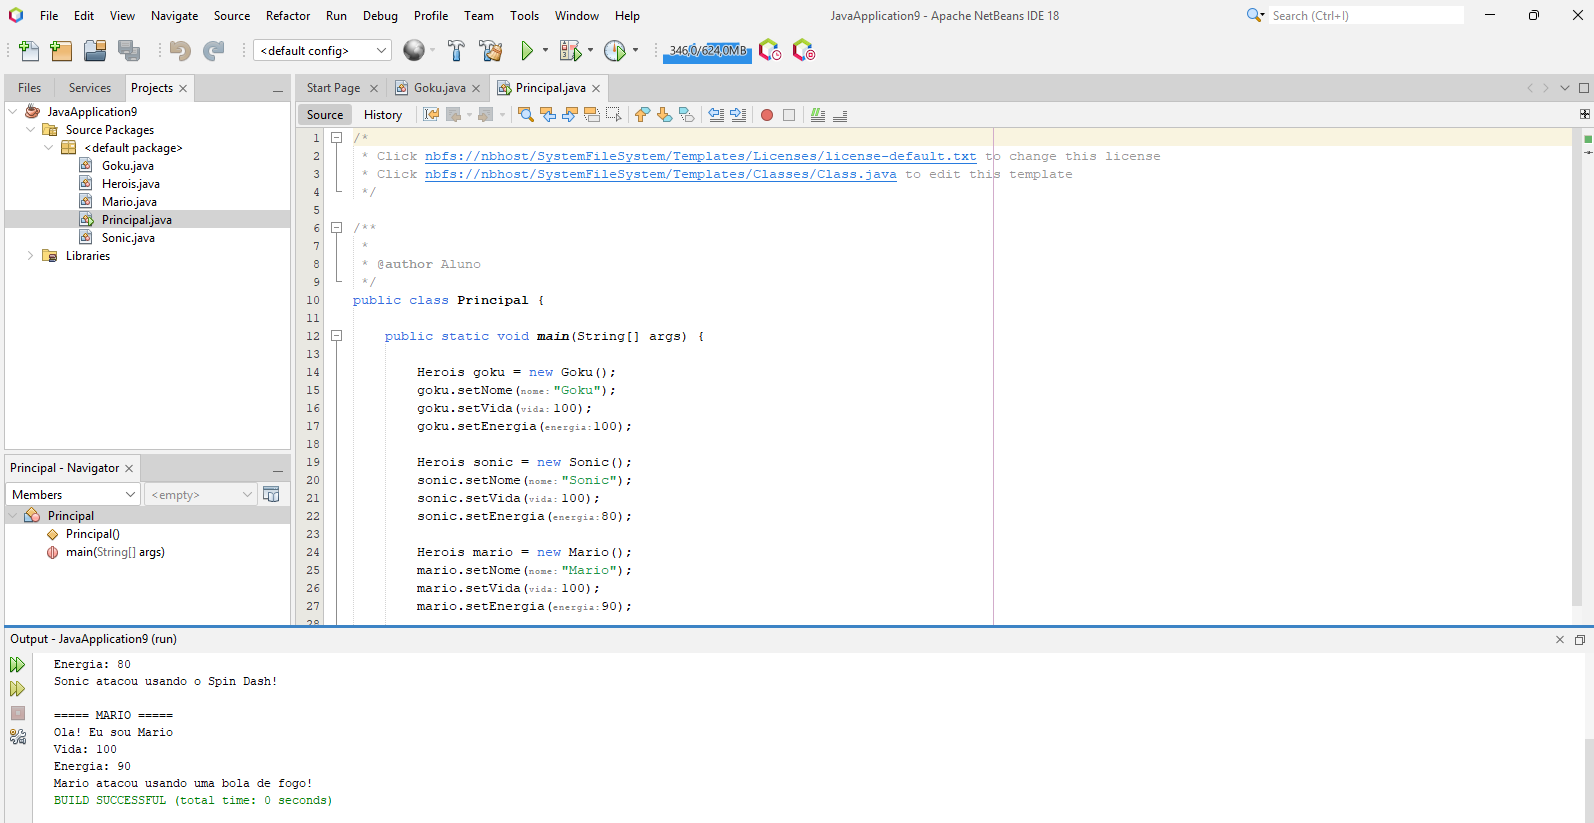 File Edit View Navigate Source Refactor Run Debug Profile Team Tools Window Help
JavaApplication9 - Apache NetBeans IDE 18
Search (Ctrl+I)
<default config>
346,0/624,0MB
Files Services Projects
JavaApplication9
Source Packages
<default package>
Goku.java
Herois.java
Mario.java
Principal.java
Sonic.java
Libraries
Principal - Navigator
Members
<empty>
Principal
Principal()
main(String[] args)
Start Page Goku.java Principal.java
Source History
1 /*
2 * Click nbfs://nbhost/SystemFileSystem/Templates/Licenses/license-default.txt to change this license
3 * Click nbfs://nbhost/SystemFileSystem/Templates/Classes/Class.java to edit this template
4 */
5
6 /**
7 *
8 * @author Aluno
9 */
10 public class Principal {
11
12 public static void main(String[] args) {
13
14 Herois goku = new Goku();
15 goku.setNome(nome: "Goku");
16 goku.setVida(vida: 100);
17 goku.setEnergia(energia: 100);
18
19 Herois sonic = new Sonic();
20 sonic.setNome(nome: "Sonic");
21 sonic.setVida(vida: 100);
22 sonic.setEnergia(energia: 80);
23
24 Herois mario = new Mario();
25 mario.setNome(nome: "Mario");
26 mario.setVida(vida: 100);
27 mario.setEnergia(energia: 90);
28
Output - JavaApplication9 (run)
Energia: 80
Sonic atacou usando o Spin Dash!
===== MARIO =====
Ola! Eu sou Mario
Vida: 100
Energia: 90
Mario atacou usando uma bola de fogo!
BUILD SUCCESSFUL (total time: 0 seconds)